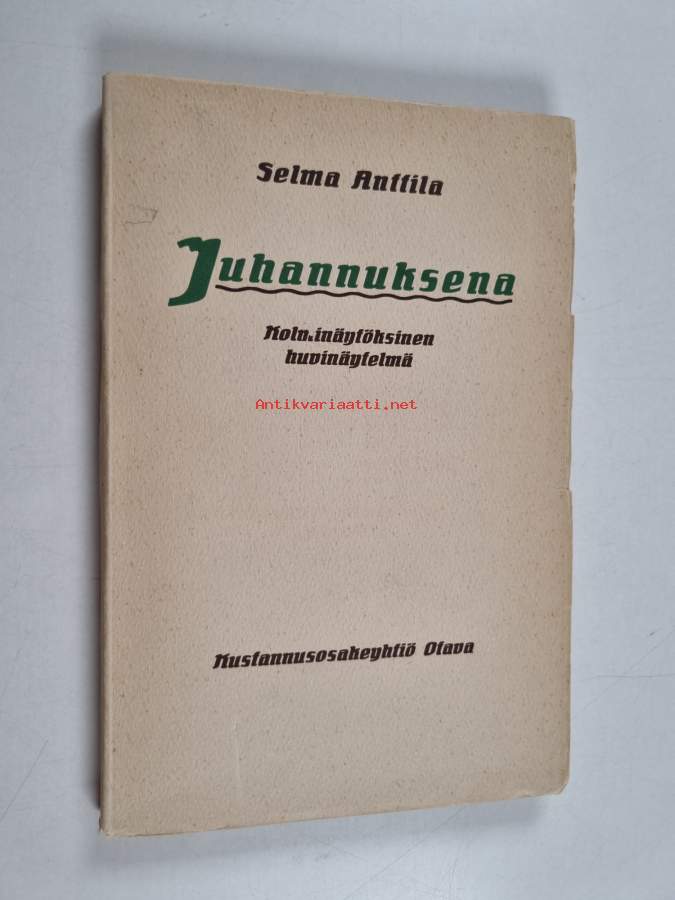 Selma Anttila
Juhannuksena
Kolminäytöksinen
huvinäytelmä
Antikvariaatti.net
Kustannusosakeyhtiö Otava